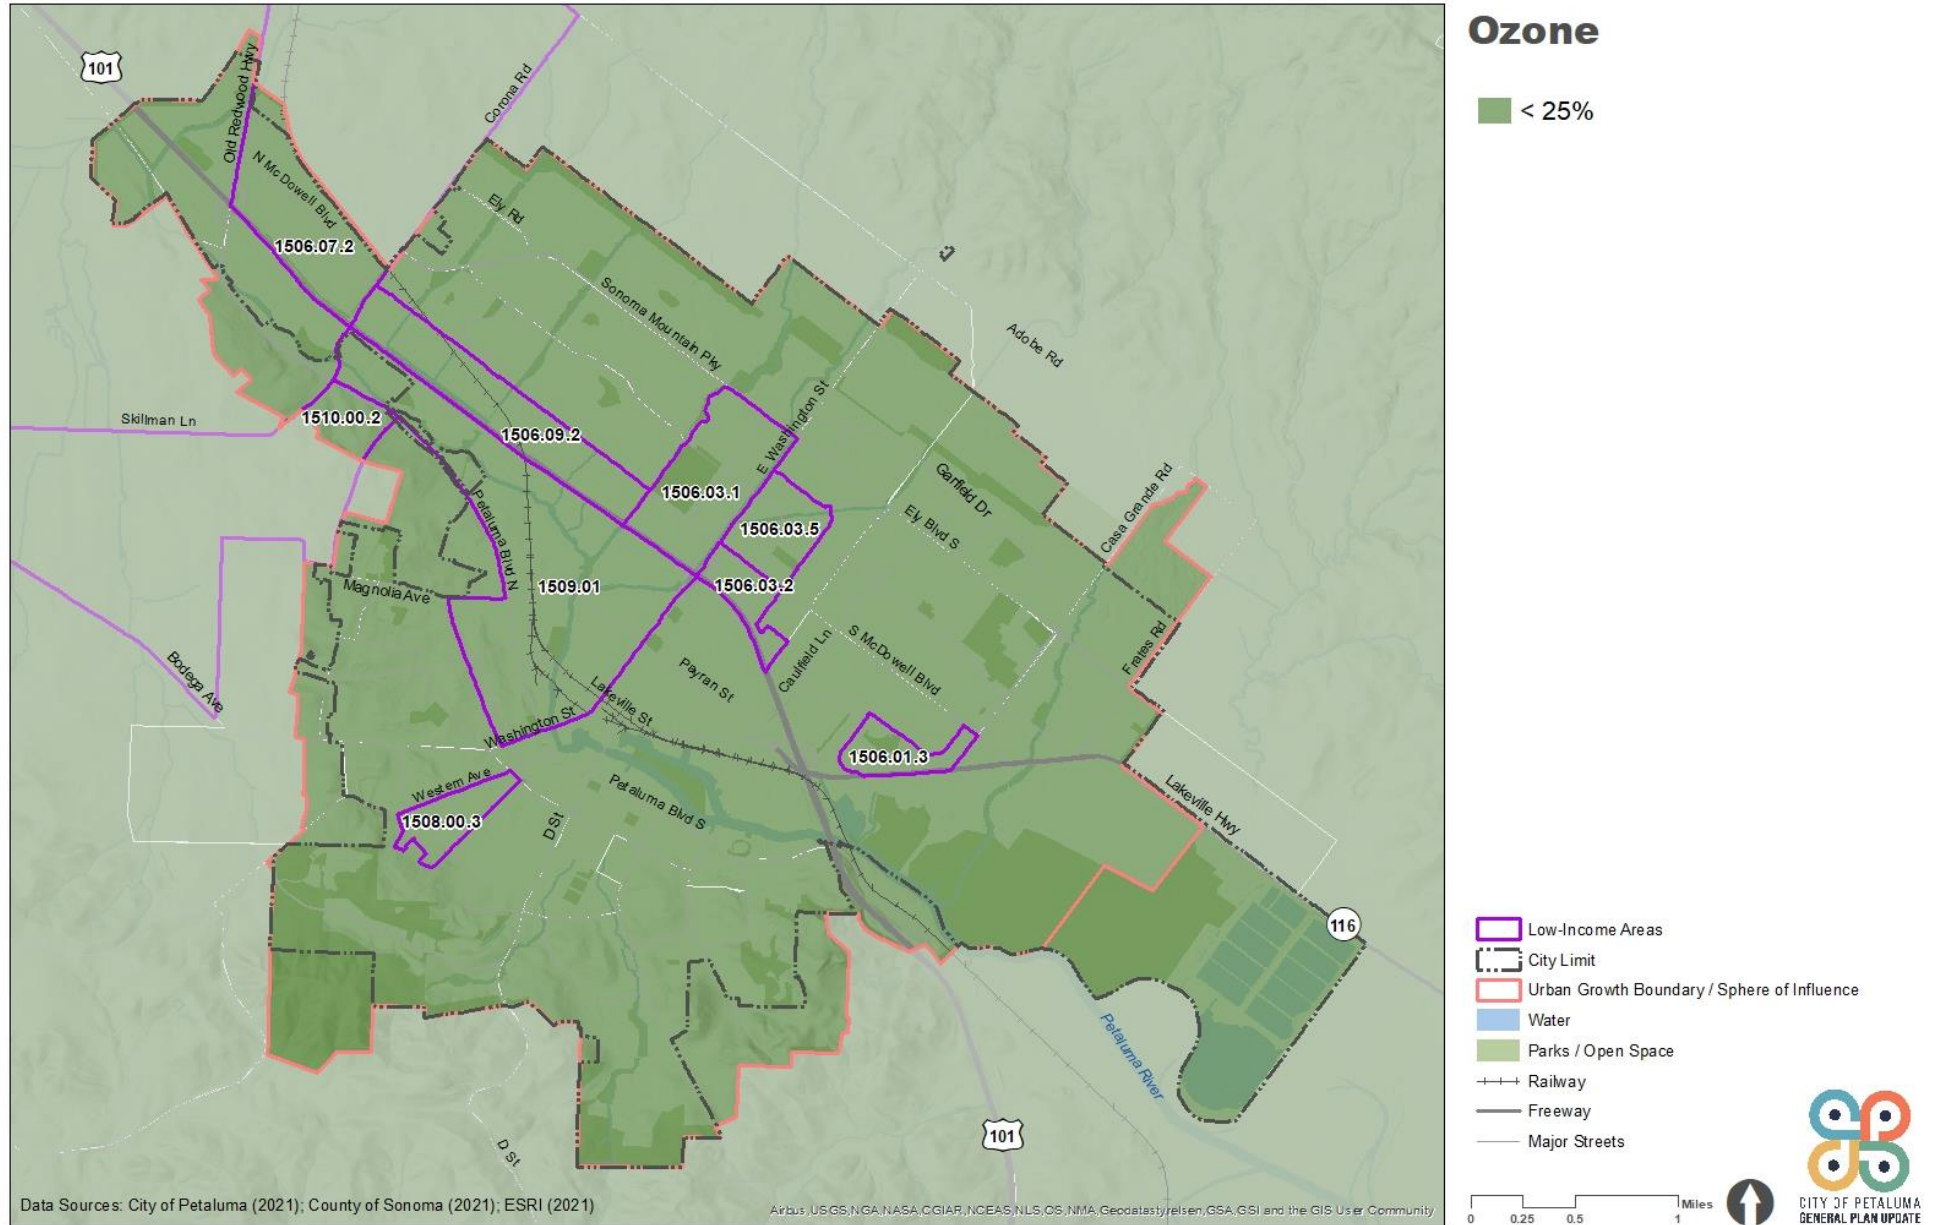 Ozone
< 25%
101
Old Redwood Hwy
Corona Rd
N Mc Dowell Blvd
Ely Rd
1506.07.2
Sonoma Mountain Pky
Adobe Rd
Skillman Ln
1510.00.2
1506.09.2
E Washington St
1506.03.1
Garfield Dr
Casa Grande Rd
Petaluma Blvd N
1506.03.5
Ely Blvd S
Magnolia Ave
1509.01
1506.03.2
Bodega Ave
Payran St
Caulfield Ln
S McDowell Blvd
Frates Rd
Lakeville St
Washington St
1506.01.3
Western Ave
Petaluma Blvd S
Lakeville Hwy
1508.00.3
D St
116
Petaluma River
101
D St
Low-Income Areas
City Limit
Urban Growth Boundary / Sphere of Influence
Water
Parks / Open Space
Railway
Freeway
Major Streets
Data Sources: City of Petaluma (2021); County of Sonoma (2021); ESRI (2021)
Airbus,USGS,NGA,NASA,CGIAR,NCEAS,NLS,OS,NMA,Geodatastyrelsen,GSA,GSI and the GIS User Community
Miles
0 0.25 0.5 1
CITY OF PETALUMA
GENERAL PLAN UPDATE